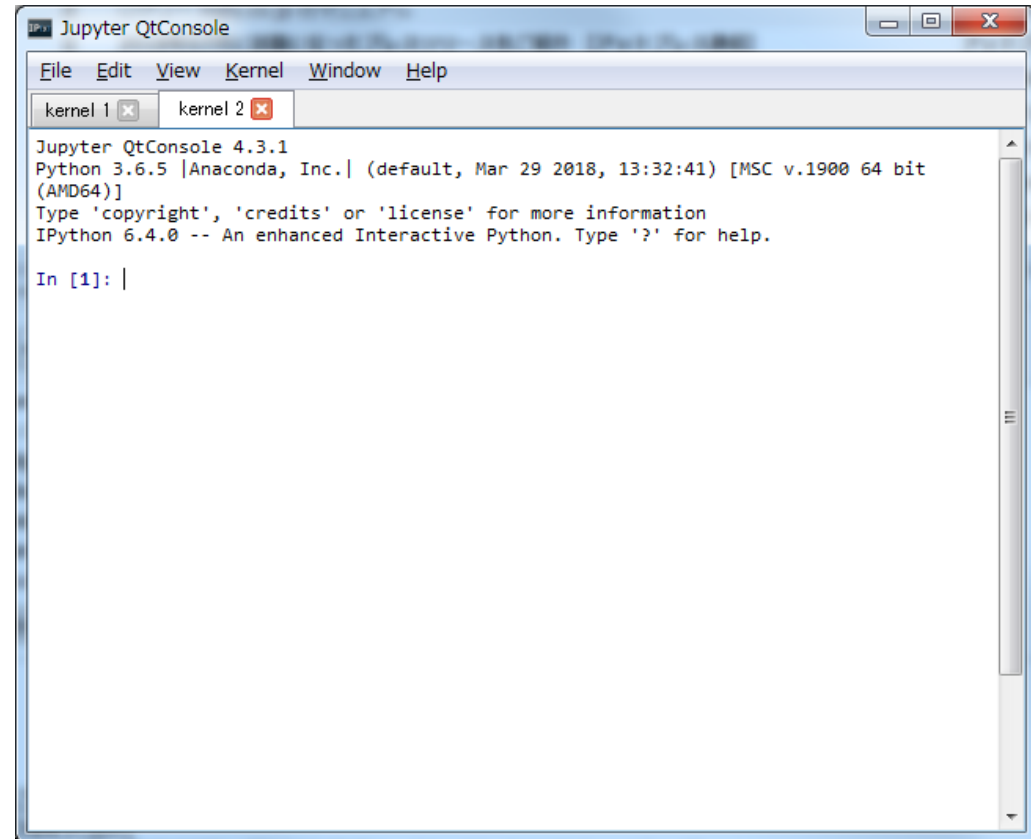 IP[y] Jupyter QtConsole
File Edit View Kernel Window Help
kernel 1 kernel 2
Jupyter QtConsole 4.3.1
Python 3.6.5 |Anaconda, Inc.| (default, Mar 29 2018, 13:32:41) [MSC v.1900 64 bit
(AMD64)]
Type 'copyright', 'credits' or 'license' for more information
IPython 6.4.0 -- An enhanced Interactive Python. Type '?' for help.
In [1]: